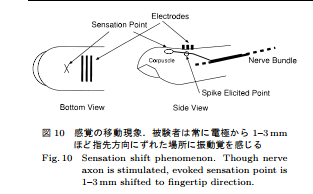 Sensation Point
Electrodes
Corpuscle
Nerve Bundle
Spike Elicited Point
Bottom View
Side View
図 10 感覚の移動現象．被験者は常に電極から 1–3 mm
ほど指先方向にずれた場所に振動覚を感じる
Fig. 10 Sensation shift phenomenon. Though nerve
axon is stimulated, evoked sensation point is
1–3 mm shifted to fingertip direction.